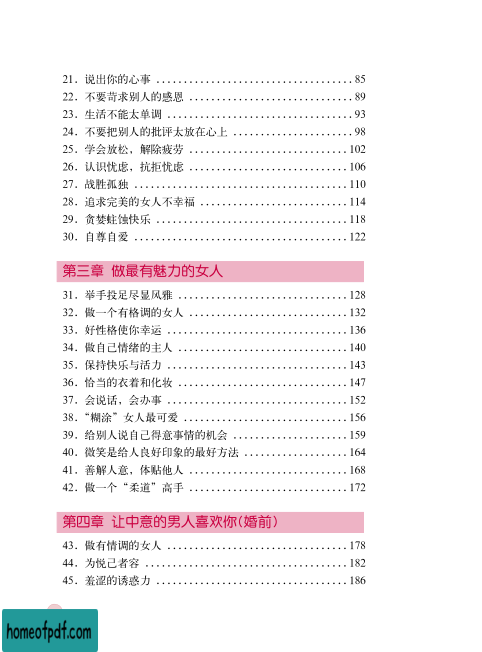 21．说出你的心事 ....................................85
22．不要苛求别人的感恩 ..............................89
23．生活不能太单调 ..................................93
24．不要把别人的批评太放在心上 ......................98
25．学会放松，解除疲劳 .............................102
26．认识忧虑，抗拒忧虑 .............................106
27．战胜孤独 .......................................110
28．追求完美的女人不幸福 ...........................114
29．贪婪蛀蚀快乐 ...................................118
30．自尊自爱 .......................................122
第三章 做最有魅力的女人
31．举手投足尽显风雅 ...............................128
32．做一个有格调的女人 .............................132
33．好性格使你幸运 .................................136
34．做自己情绪的主人 ...............................140
35．保持快乐与活力 .................................143
36．恰当的衣着和化妆 ...............................147
37．会说话，会办事 .................................152
38．“糊涂”女人最可爱 ..............................156
39．给别人说自己得意事情的机会 .....................159
40．微笑是给人良好印象的最好方法 ...................164
41．善解人意，体贴他人 .............................168
42．做一个“柔道”高手 ..............................172
第四章 让中意的男人喜欢你(婚前)
43．做有情调的女人 .................................178
44．为悦己者容 .....................................182
45．羞涩的诱惑力 ...................................186
homeofpdf.com